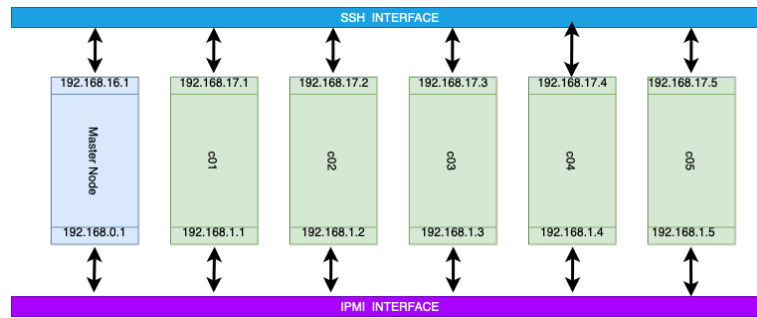 SSH INTERFACE
192.168.16.1 192.168.17.1 192.168.17.2 192.168.17.3 192.168.17.4 192.168.17.5
Master Node c01 c02 c03 c04 c05
192.168.0.1 192.168.1.1 192.168.1.2 192.168.1.3 192.168.1.4 192.168.1.5
IPMI INTERFACE